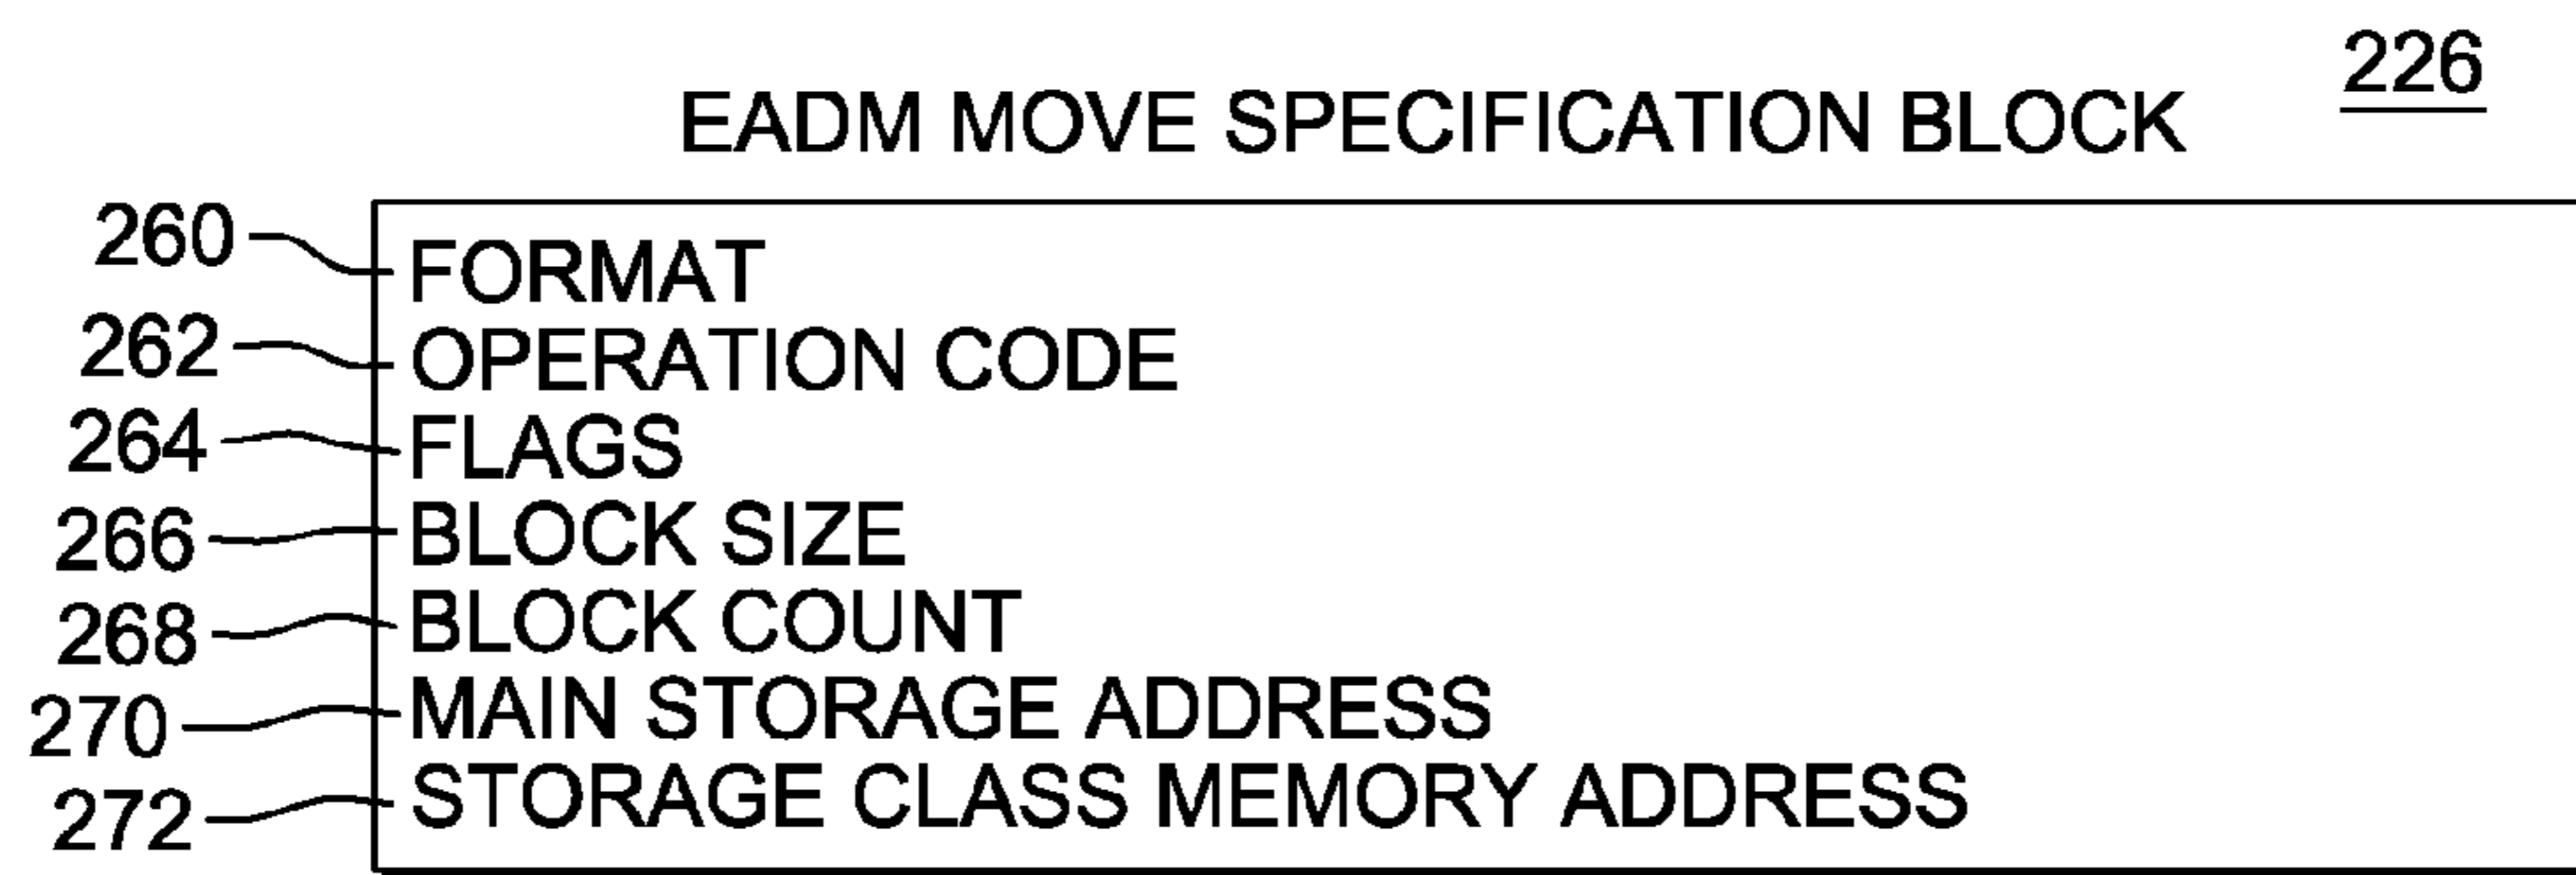 226
EADM MOVE SPECIFICATION BLOCK
260 FORMAT
262 OPERATION CODE
264 FLAGS
266 BLOCK SIZE
268 BLOCK COUNT
270 MAIN STORAGE ADDRESS
272 STORAGE CLASS MEMORY ADDRESS